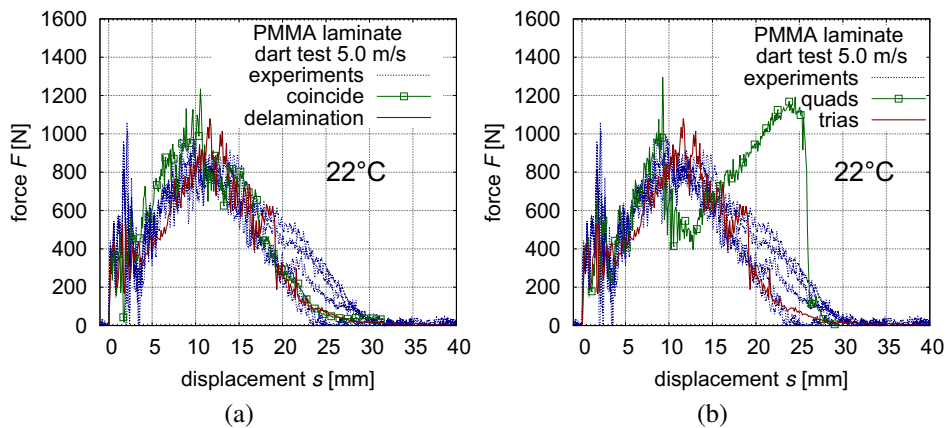 1600
1400
1200
1000
800
600
400
200
0
force F [N]
PMMA laminate
dart test 5.0 m/s
experiments
coincide
delamination
22°C
0 5 10 15 20 25 30 35 40
displacement s [mm]
(a)
1600
1400
1200
1000
800
600
400
200
0
force F [N]
PMMA laminate
dart test 5.0 m/s
experiments
quads
trias
22°C
0 5 10 15 20 25 30 35 40
displacement s [mm]
(b)